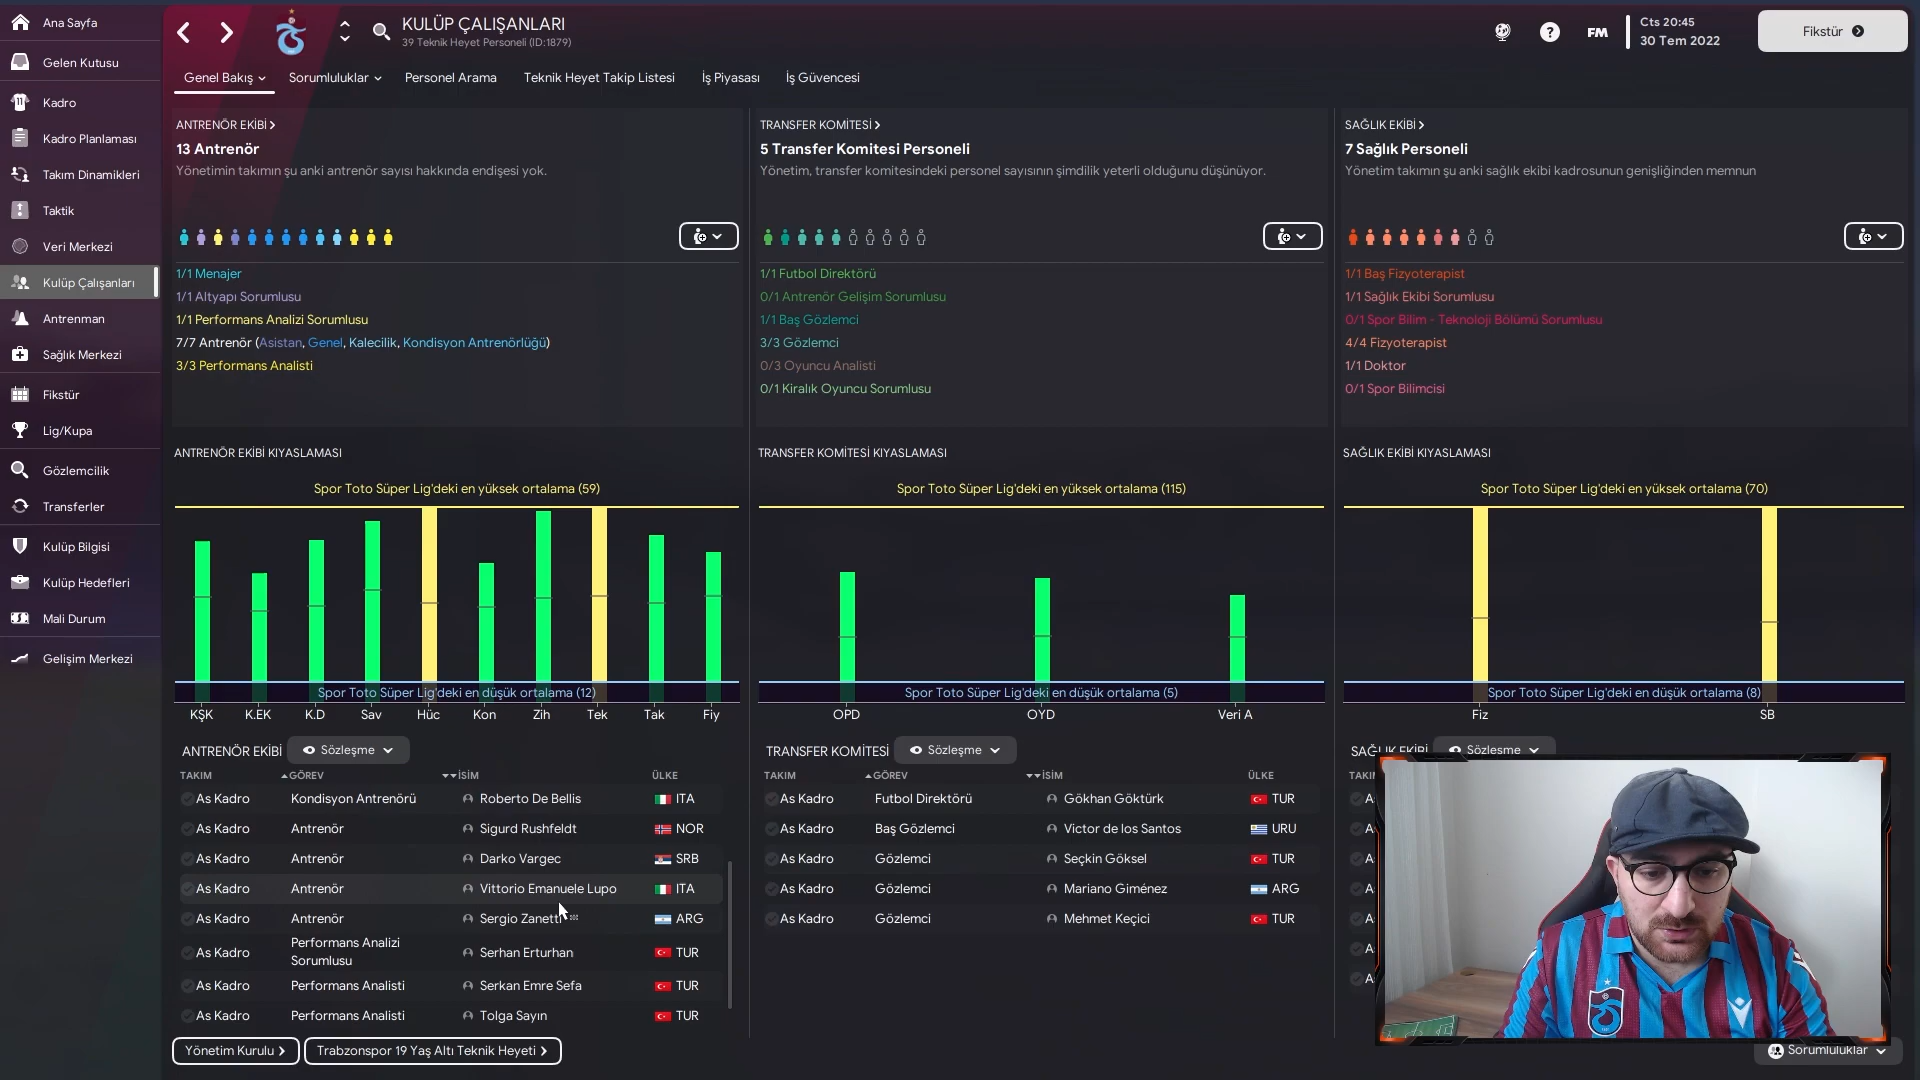 Ana Sayfa
Gelen Kutusu
Kadro
Kadro Planlaması
Takım Dinamikleri
Taktik
Veri Merkezi
Kulüp Çalışanları
Antrenman
Sağlık Merkezi
Fikstür
Lig/Kupa
Gözlemcilik
Transferler
Kulüp Bilgisi
Kulüp Hedefleri
Mali Durum
Gelişim Merkezi
KULÜP ÇALIŞANLARI
39 Teknik Heyet Personeli (ID:1879)
FM
Cts 20:45
30 Tem 2022
Fikstür
Genel Bakış
Sorumluluklar
Personel Arama
Teknik Heyet Takip Listesi
İş Piyasası
İş Güvencesi
ANTRENÖR EKİBİ
13 Antrenör
Yönetimin takımın şu anki antrenör sayısı hakkında endişesi yok.
1/1 Menajer
1/1 Altyapı Sorumlusu
1/1 Performans Analizi Sorumlusu
7/7 Antrenör (Asistan, Genel, Kalecilik, Kondisyon Antrenörlüğü)
3/3 Performans Analisti
TRANSFER KOMİTESİ
5 Transfer Komitesi Personeli
Yönetim, transfer komitesindeki personel sayısının şimdilik yeterli olduğunu düşünüyor.
1/1 Futbol Direktörü
0/1 Antrenör Gelişim Sorumlusu
1/1 Baş Gözlemci
3/3 Gözlemci
0/3 Oyuncu Analisti
0/1 Kiralık Oyuncu Sorumlusu
SAĞLIK EKİBİ
7 Sağlık Personeli
Yönetim takımın şu anki sağlık ekibi kadrosunun genişliğinden memnun
1/1 Baş Fizyoterapist
1/1 Sağlık Ekibi Sorumlusu
0/1 Spor Bilim - Teknoloji Bölümü Sorumlusu
4/4 Fizyoterapist
1/1 Doktor
0/1 Spor Bilimcisi
ANTRENÖR EKİBİ KIYASLAMASI
Spor Toto Süper Lig'deki en yüksek ortalama (59)
Spor Toto Süper Lig'deki en düşük ortalama (12)
KŞK K.EK K.D Sav Hüc Kon Zih Tek Tak Fiy
TRANSFER KOMİTESİ KIYASLAMASI
Spor Toto Süper Lig'deki en yüksek ortalama (115)
Spor Toto Süper Lig'deki en düşük ortalama (5)
OPD OYD Veri A
SAĞLIK EKİBİ KIYASLAMASI
Spor Toto Süper Lig'deki en yüksek ortalama (70)
Spor Toto Süper Lig'deki en düşük ortalama (8)
Fiz SB
ANTRENÖR EKİBİ Sözleşme
TAKIM GÖREV İSİM ÜLKE
As Kadro Kondisyon Antrenörü Roberto De Bellis ITA
As Kadro Antrenör Sigurd Rushfeldt NOR
As Kadro Antrenör Darko Vargec SRB
As Kadro Antrenör Vittorio Emanuele Lupo ITA
As Kadro Antrenör Sergio Zanetti ARG
As Kadro Performans Analizi Sorumlusu Serhan Erturhan TUR
As Kadro Performans Analisti Serkan Emre Sefa TUR
As Kadro Performans Analisti Tolga Sayın TUR
TRANSFER KOMİTESİ Sözleşme
TAKIM GÖREV İSİM ÜLKE
As Kadro Futbol Direktörü Gökhan Göktürk TUR
As Kadro Baş Gözlemci Victor de los Santos URU
As Kadro Gözlemci Seçkin Göksel TUR
As Kadro Gözlemci Mariano Giménez ARG
As Kadro Gözlemci Mehmet Keçici TUR
SAĞLIK EKİBİ Sözleşme
Yönetim Kurulu
Trabzonspor 19 Yaş Altı Teknik Heyeti
Sorumluluklar